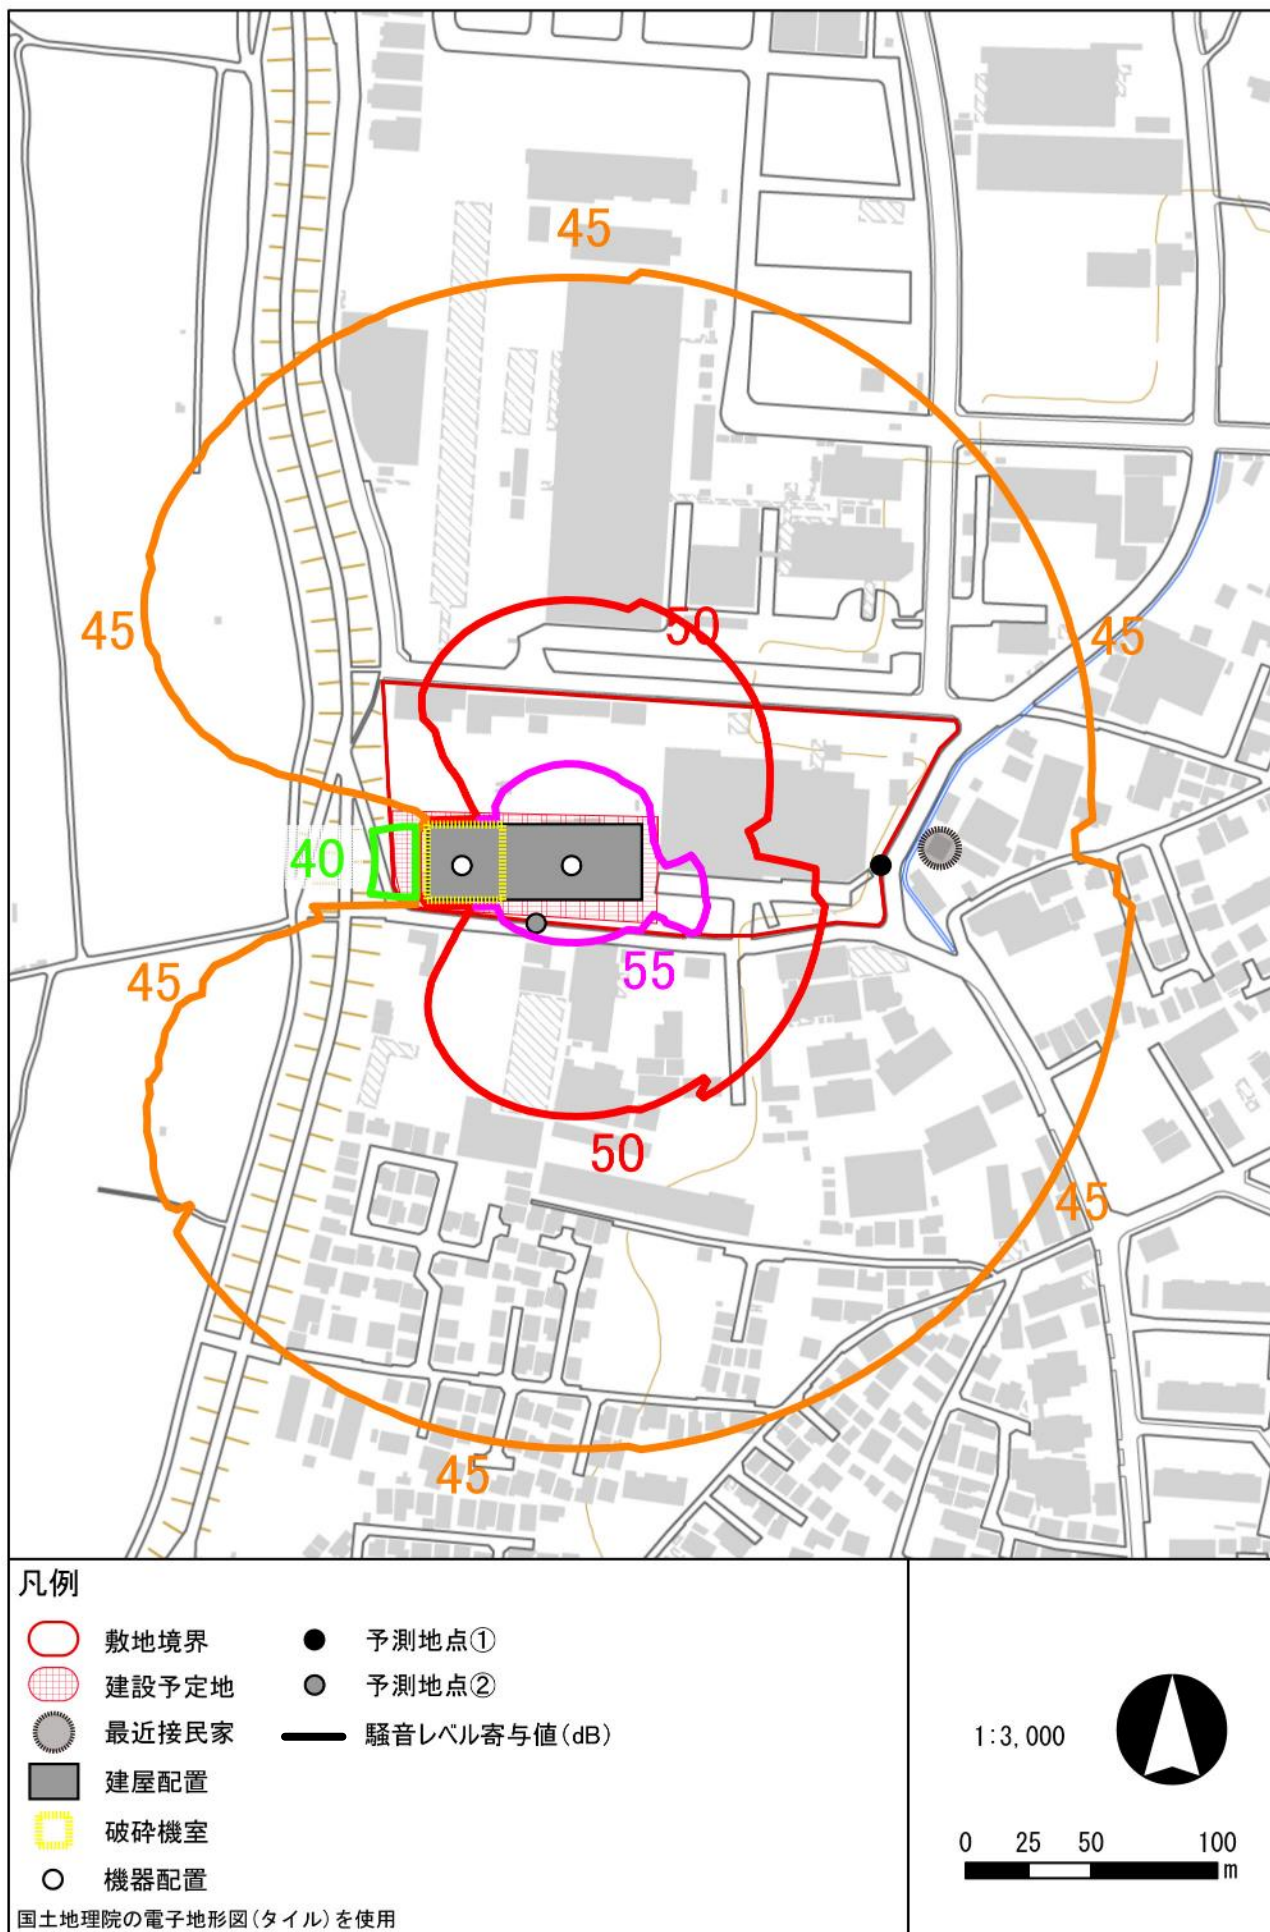 45
45
50
45
40
55
45
50
45
45
凡例
敷地境界
予測地点①
建設予定地
予測地点②
最近接民家
騒音レベル寄与値(dB)
建屋配置
破砕機室
機器配置
国土地理院の電子地形図(タイル)を使用
1:3,000
0 25 50 100
m